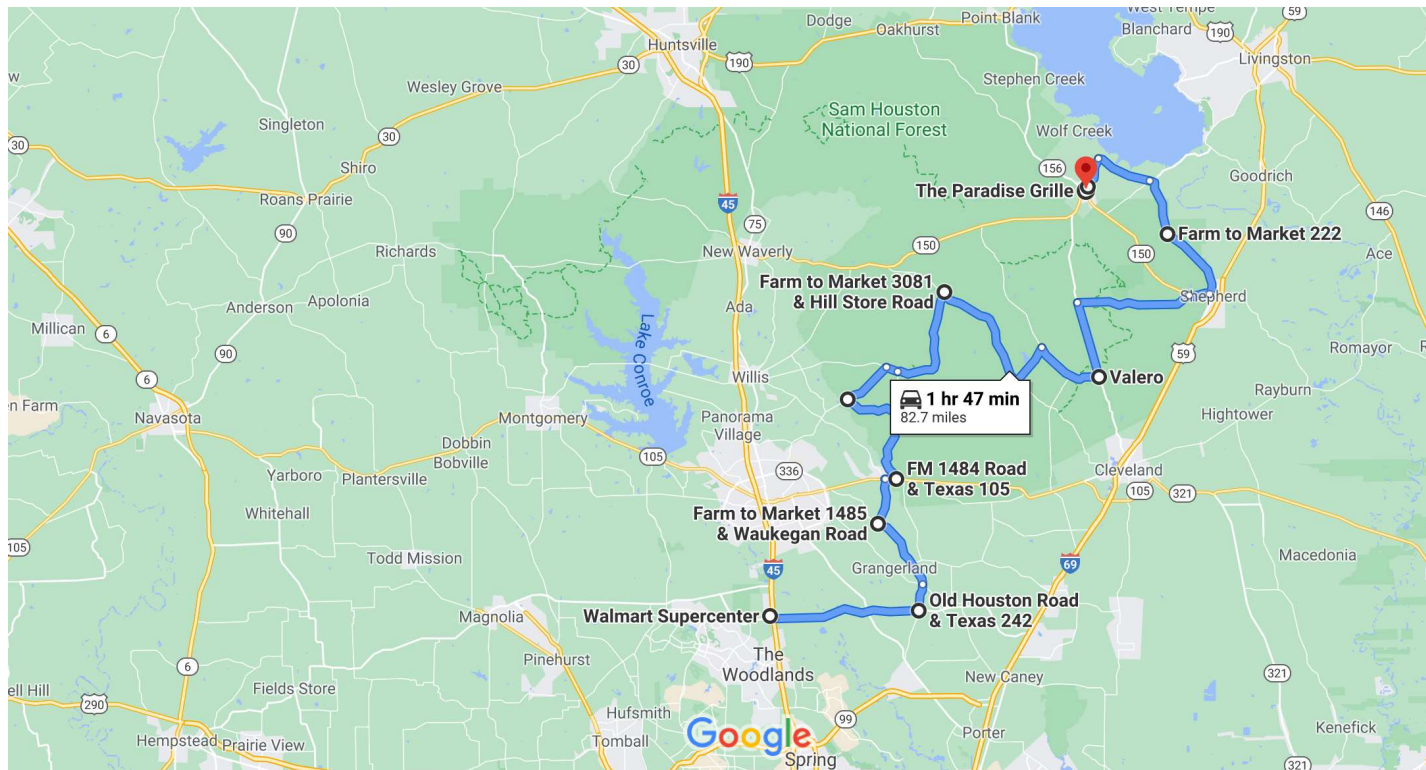 Dodge
Point Blank
West Tempe
59
Oakhurst
190
Blanchard
Huntsville
30
190
Livingston
Wesley Grove
Stephen Creek
30
Sam Houston
National Forest
Singleton
Wolf Creek
30
Shiro
156
Goodrich
The Paradise Grille
Roans Prairie
45
146
90
75
Farm to Market 222
Richards
New Waverly
150
150
Ace
Farm to Market 3081
& Hill Store Road
Anderson
Apolonia
Shepherd
Ada
Millican
6
Lake Conroe
90
59
Romayor
Willis
Valero
6
1 hr 47 min
82.7 miles
Rayburn
en Farm
Navasota
Montgomery
Panorama
Village
Hightower
Dobbin
Bobville
105
336
FM 1484 Road
& Texas 105
Cleveland
Yarboro
Plantersville
105
321
Farm to Market 1485
& Waukegan Road
Whitehall
105
Todd Mission
Macedonia
45
Grangerland
69
Old Houston Road
& Texas 242
Magnolia
Walmart Supercenter
The
Woodlands
Pinehurst
6
321
New Caney
ell Hill
Fields Store
290
Hufsmith
99
Kenefick
Google
Hempstead
Prairie View
Tomball
Porter
Spring
321